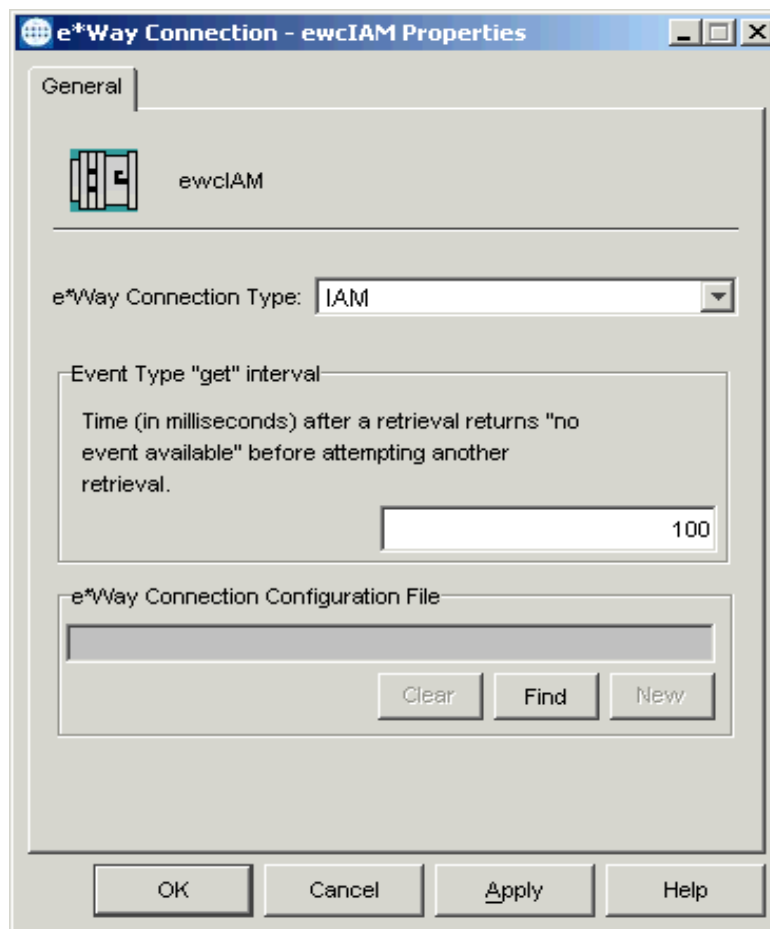 e*Way Connection - ewcIAM Properties
General
ewcIAM
e*Way Connection Type: IAM
Event Type "get" interval
Time (in milliseconds) after a retrieval returns "no
event available" before attempting another
retrieval.
100
e*Way Connection Configuration File
Clear Find New
OK Cancel Apply Help